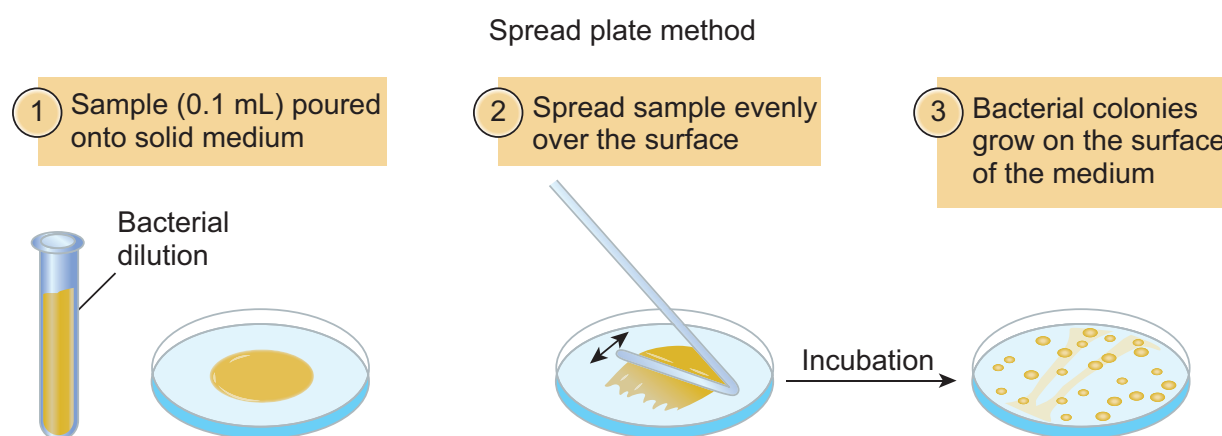 Spread plate method
1 Sample (0.1 mL) poured
onto solid medium
2 Spread sample evenly
over the surface
3 Bacterial colonies
grow on the surface
of the medium
Bacterial
dilution
Incubation